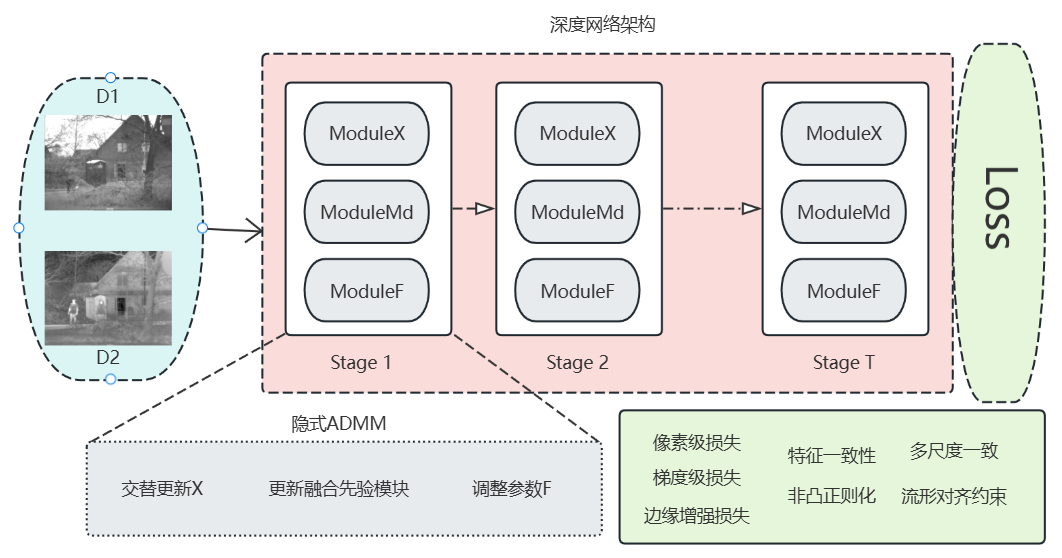 深度网络架构
D1
D2
ModuleX
ModuleMd
ModuleF
Stage 1
ModuleX
ModuleMd
ModuleF
Stage 2
ModuleX
ModuleMd
ModuleF
Stage T
Loss
隐式ADMM
交替更新X
更新融合先验模块
调整参数F
像素级损失
梯度级损失
边缘增强损失
特征一致性
非凸正则化
多尺度一致
流形对齐约束